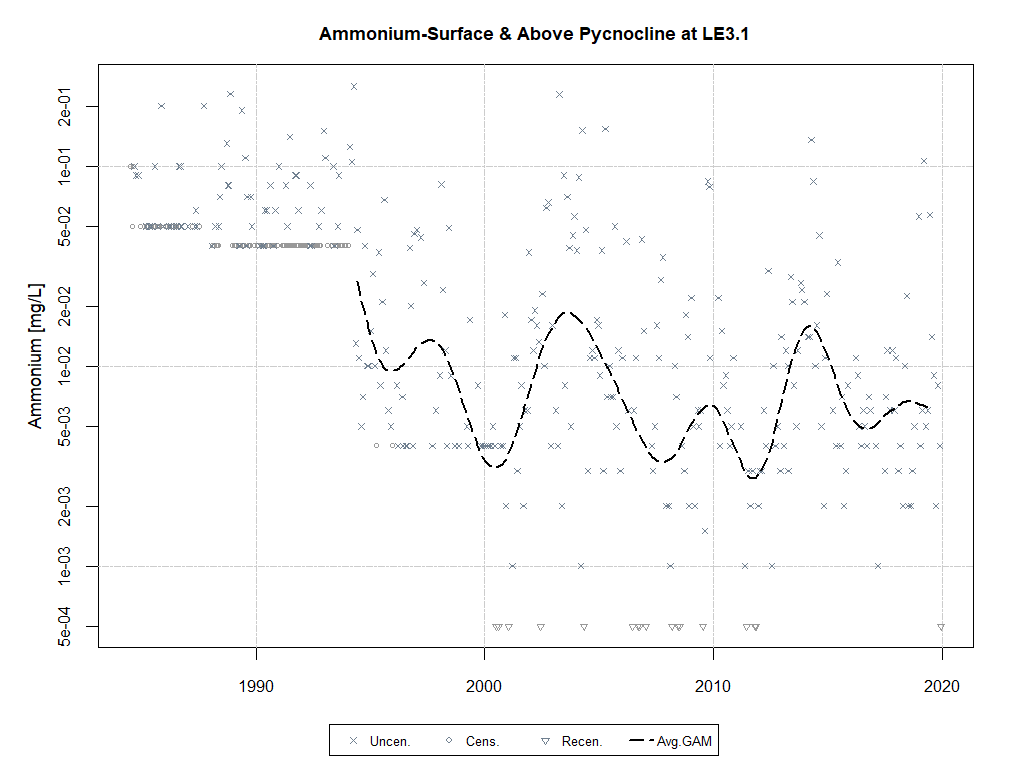 Ammonium-Surface & Above Pycnocline at LE3.1
Ammonium [mg/L]
2e-01
1e-01
5e-02
2e-02
1e-02
5e-03
2e-03
1e-03
5e-04
1990 2000 2010 2020
Uncen. Cens. Recen. Avg.GAM